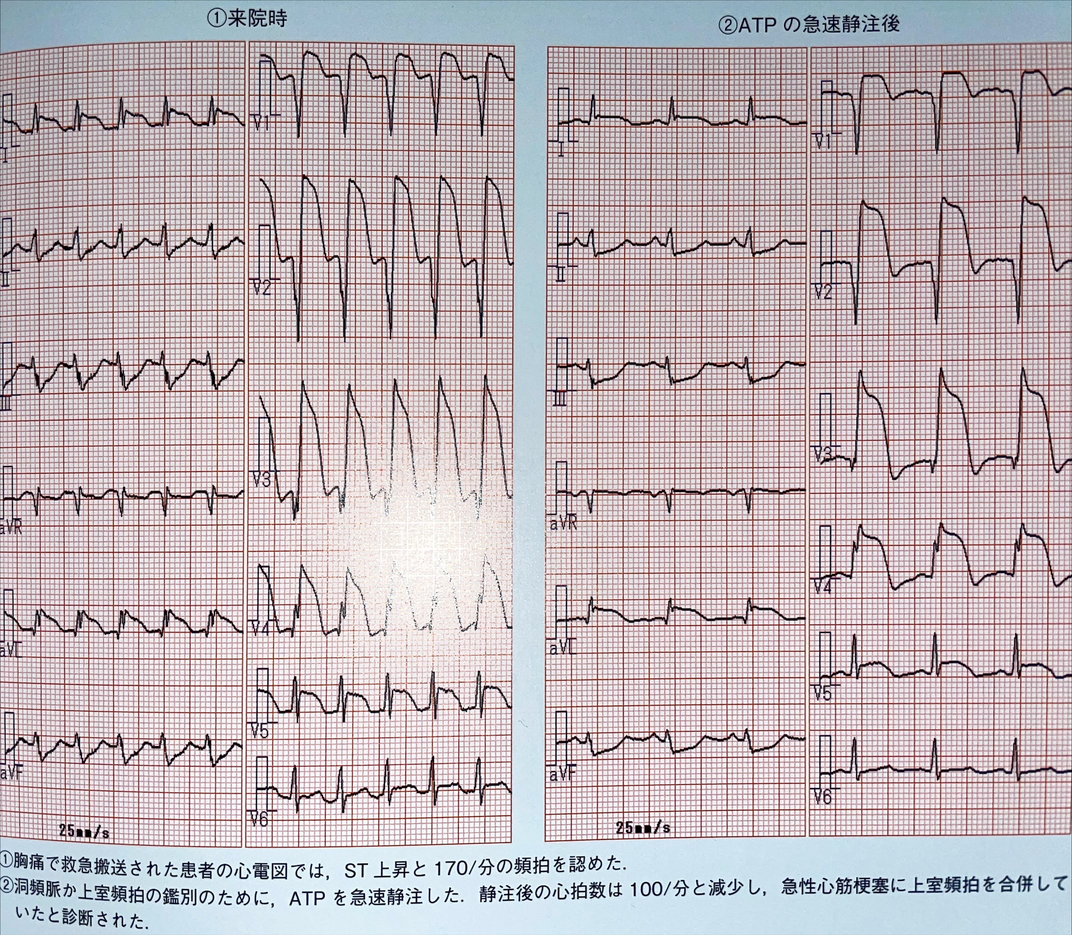 ①来院時
②ATP の急速静注後
I
II
III
aVR
aVL
aVF
25mm/s
V1
V2
V3
V4
V5
V6
I
II
III
aVR
aVL
aVF
25mm/s
V1
V2
V3
V4
V5
V6
①胸痛で救急搬送された患者の心電図では，ST 上昇と 170/分の頻拍を認めた．
②洞頻脈か上室頻拍の鑑別のために，ATP を急速静注した．静注後の心拍数は 100/分と減少し，急性心筋梗塞に上室頻拍を合併して
いたと診断された．